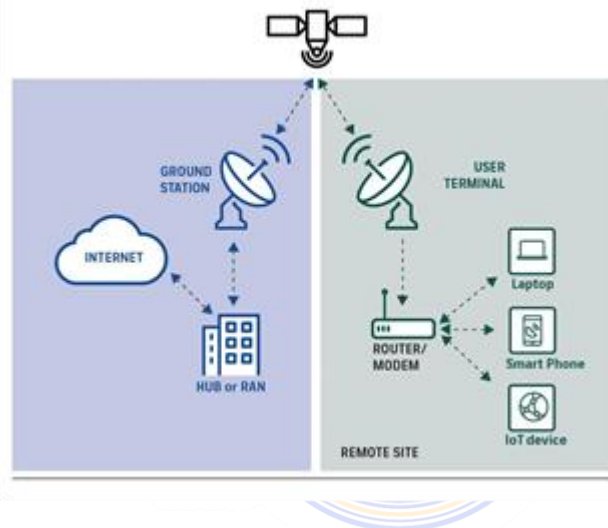 GROUND
STATION
USER
TERMINAL
INTERNET
Laptop
ROUTER/
MODEM
Smart Phone
HUB or RAN
IoT device
REMOTE SITE